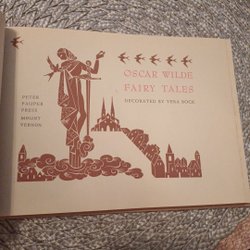 OSCAR WILDE
FAIRY TALES
DECORATED BY VERA BOCK
PETER
PAUPER
PRESS
MOUNT
VERNON